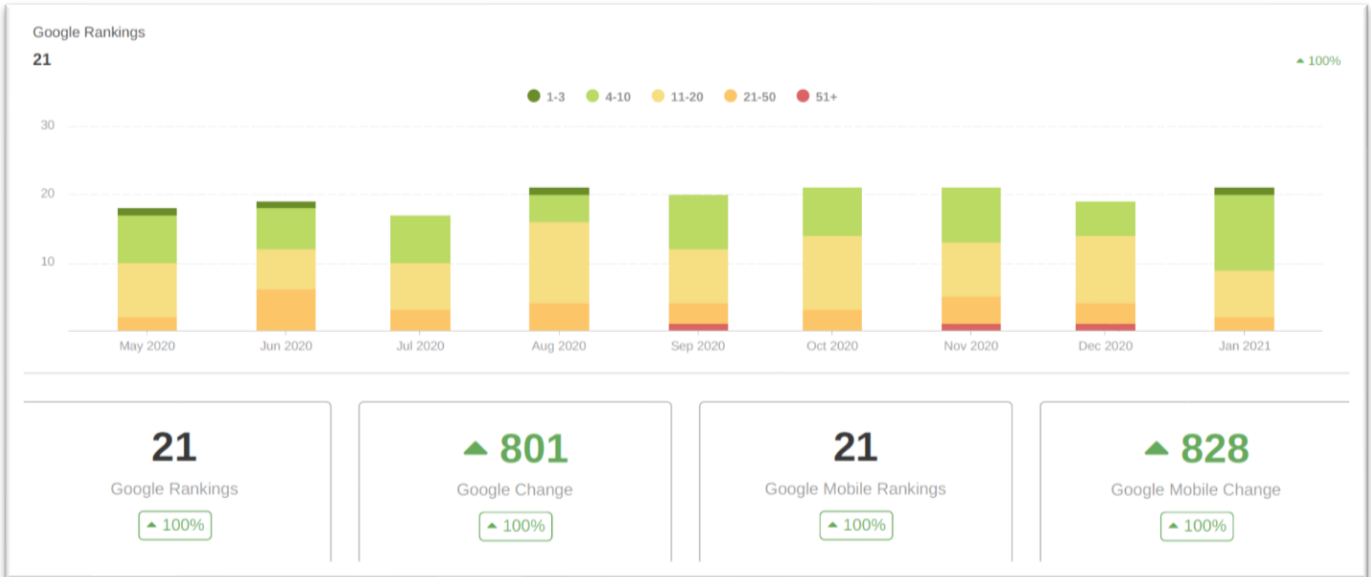 Google Rankings
21
▲ 100%
1-3 4-10 11-20 21-50 51+
30
20
10
May 2020 Jun 2020 Jul 2020 Aug 2020 Sep 2020 Oct 2020 Nov 2020 Dec 2020 Jan 2021
21
Google Rankings
▲ 100%
▲ 801
Google Change
▲ 100%
21
Google Mobile Rankings
▲ 100%
▲ 828
Google Mobile Change
▲ 100%